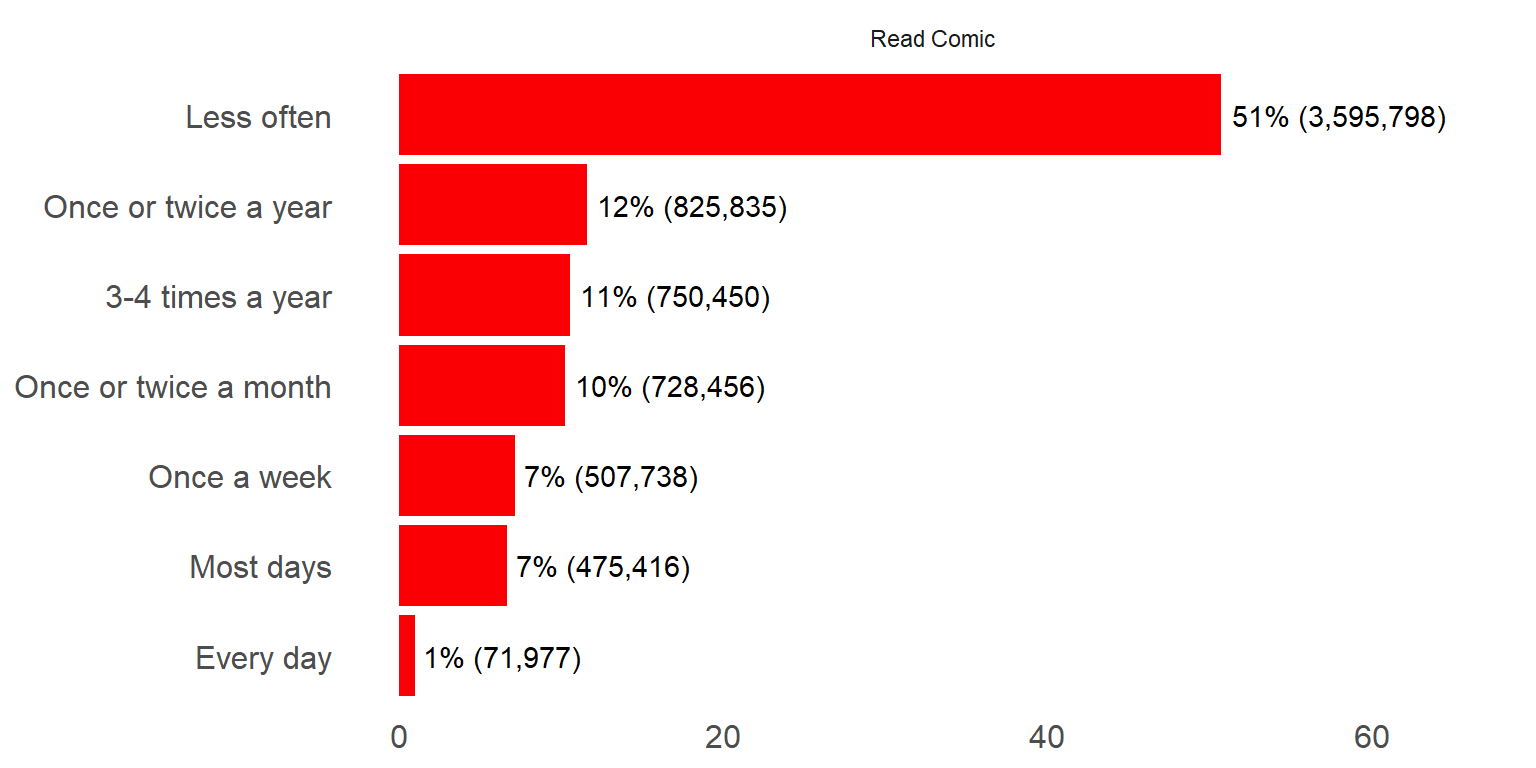 Read Comic
Less often 51% (3,595,798)
Once or twice a year 12% (825,835)
3-4 times a year 11% (750,450)
Once or twice a month 10% (728,456)
Once a week 7% (507,738)
Most days 7% (475,416)
Every day 1% (71,977)
0 20 40 60